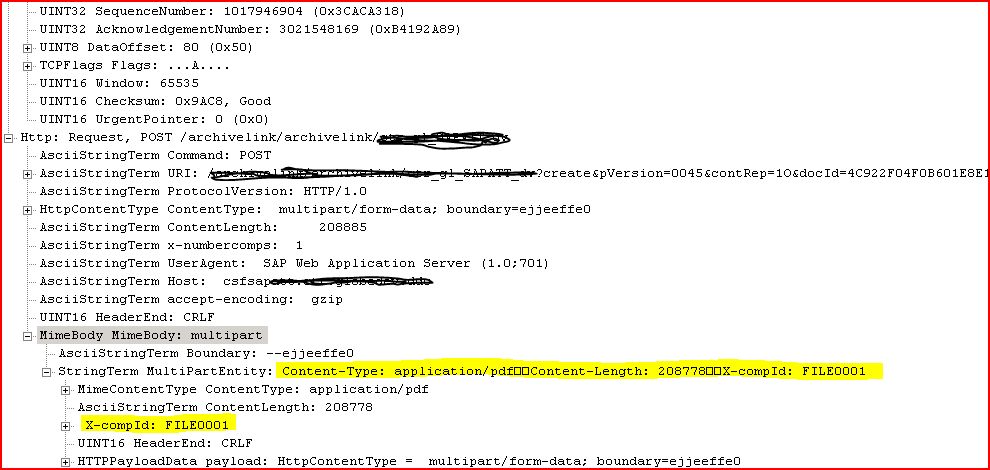 UINT32 SequenceNumber: 1017946904 (0x3CACA318)
UINT32 AcknowledgementNumber: 3021548169 (0xB4192A89)
UINT8 DataOffset: 80 (0x50)
TCPFlags Flags: ...A....
UINT16 Window: 65535
UINT16 Checksum: 0x9AC8, Good
UINT16 UrgentPointer: 0 (0x0)
Http: Request, POST /archivelink/archivelink/
AsciiStringTerm Command: POST
AsciiStringTerm URI: /archivelink/archivelink/ _gl_SAPATT_dv?create&pVersion=0045&contRep=1O&docId=4C922F04F0B601E8E1
AsciiStringTerm ProtocolVersion: HTTP/1.0
HttpContentType ContentType: multipart/form-data; boundary=ejjeeffe0
AsciiStringTerm ContentLength: 208885
AsciiStringTerm x-numbercomps: 1
AsciiStringTerm UserAgent: SAP Web Application Server (1.0;701)
AsciiStringTerm Host:
AsciiStringTerm accept-encoding: gzip
UINT16 HeaderEnd: CRLF
MimeBody MimeBody: multipart
AsciiStringTerm Boundary: --ejjeeffe0
StringTerm MultiPartEntity: Content-Type: application/pdf□□Content-Length: 208778□□X-compId: FILE0001
MimeContentType ContentType: application/pdf
AsciiStringTerm ContentLength: 208778
X-compId: FILE0001
UINT16 HeaderEnd: CRLF
HTTPPayloadData payload: HttpContentType = multipart/form-data; boundary=ejjeeffe0